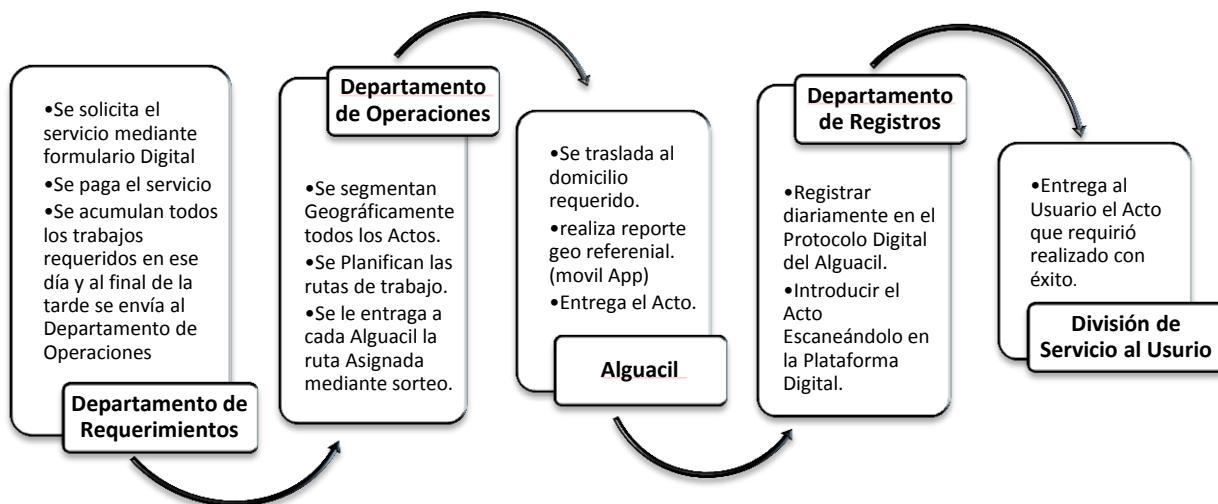 •Se solicita el
servicio mediante
formulario Digital
•Se paga el servicio
•Se acumulan todos
los trabajos
requeridos en ese
día y al final de la
tarde se envía al
Departamento de
Operaciones
Departamento de
Requerimientos
Departamento
de Operaciones
•Se segmentan
Geográficamente
todos los Actos.
•Se Planifican las
rutas de trabajo.
•Se le entraga a
cada Alguacil la
ruta Asignada
mediante sorteo.
•Se traslada al
domicilio
requerido.
•realiza reporte
geo referenial.
(movil App)
•Entrega el Acto.
Alguacil
Departamento
de Registros
•Registrar
diariamente en el
Protocolo Digital
del Alguacil.
•Introducir el
Acto
Escaneándolo en
la Plataforma
Digital.
•Entrega al
Usuario el Acto
que requirió
realizado con
éxito.
División de
Servicio al Usurio